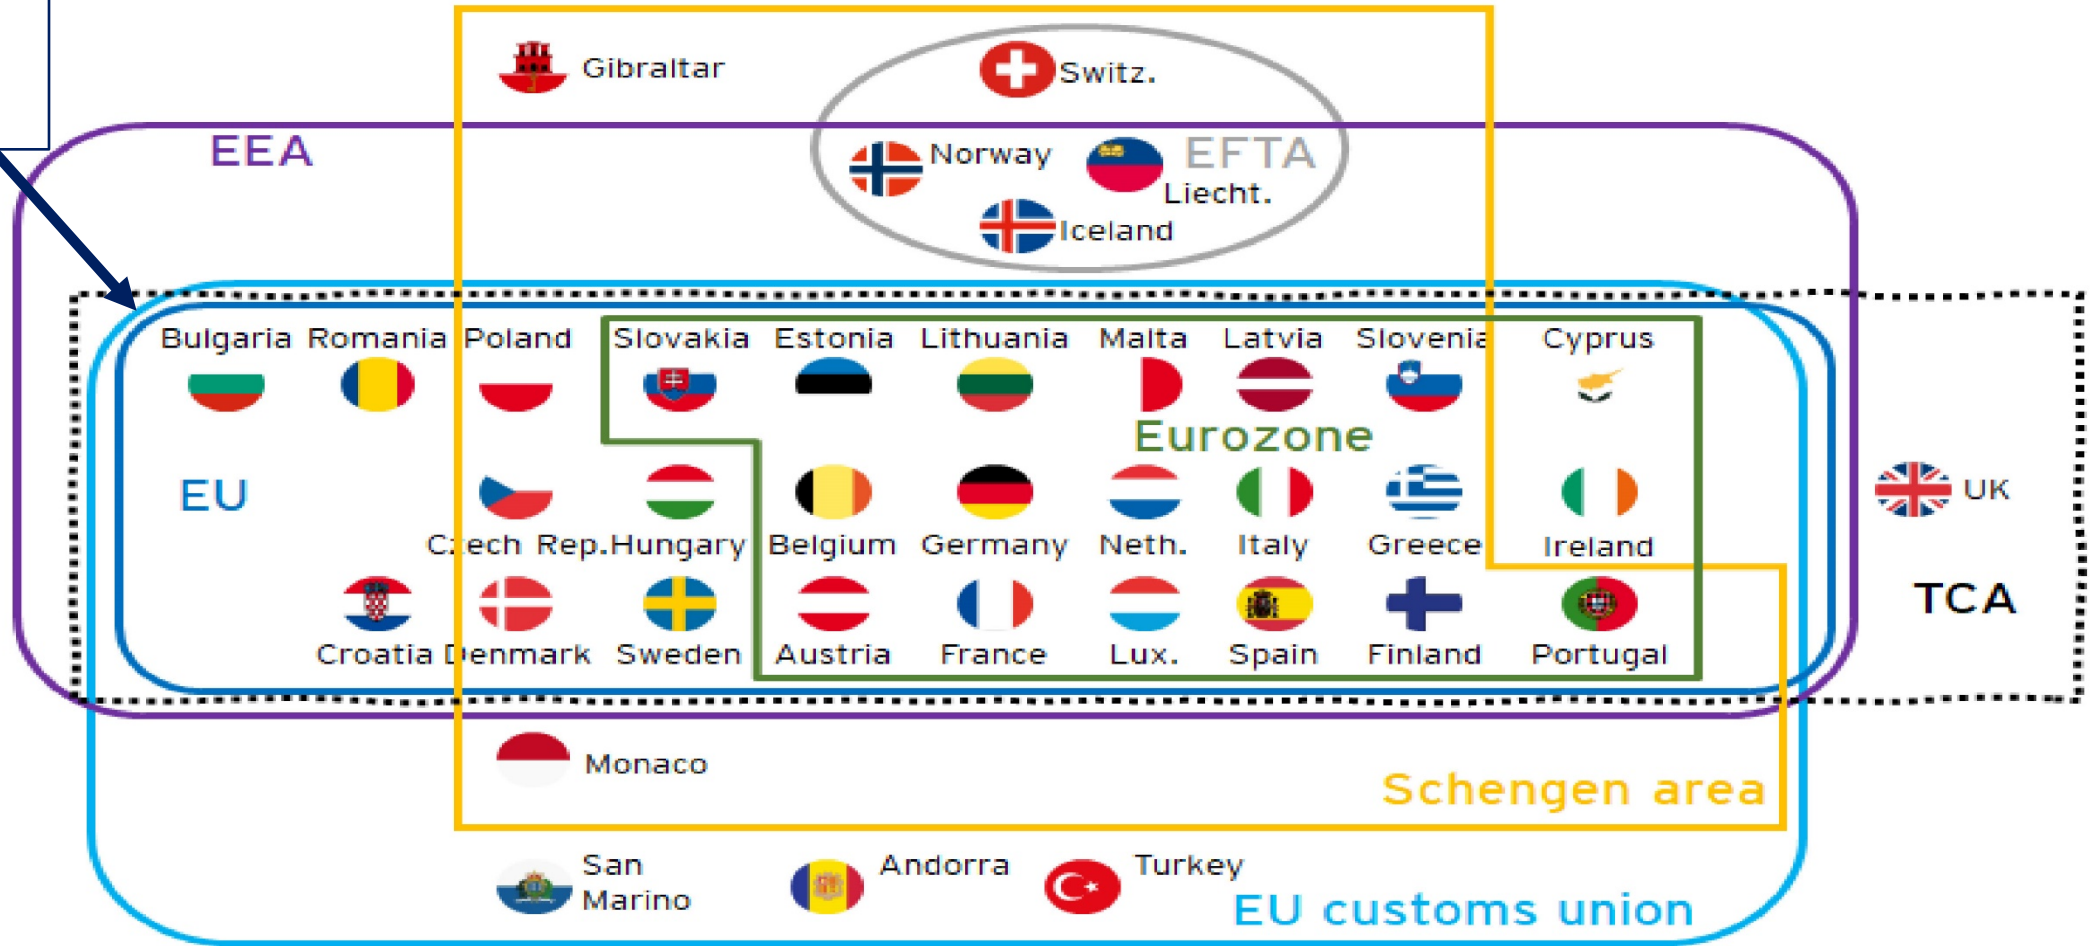 Gibraltar
Switz.
EEA
Norway
EFTA
Liecht.
Iceland
Bulgaria Romania Poland Slovakia Estonia Lithuania Malta Latvia Slovenia Cyprus
Eurozone
EU
UK
Czech Rep. Hungary Belgium Germany Neth. Italy Greece Ireland
TCA
Croatia Denmark Sweden Austria France Lux. Spain Finland Portugal
Monaco
Schengen area
San
Marino
Andorra
Turkey
EU customs union